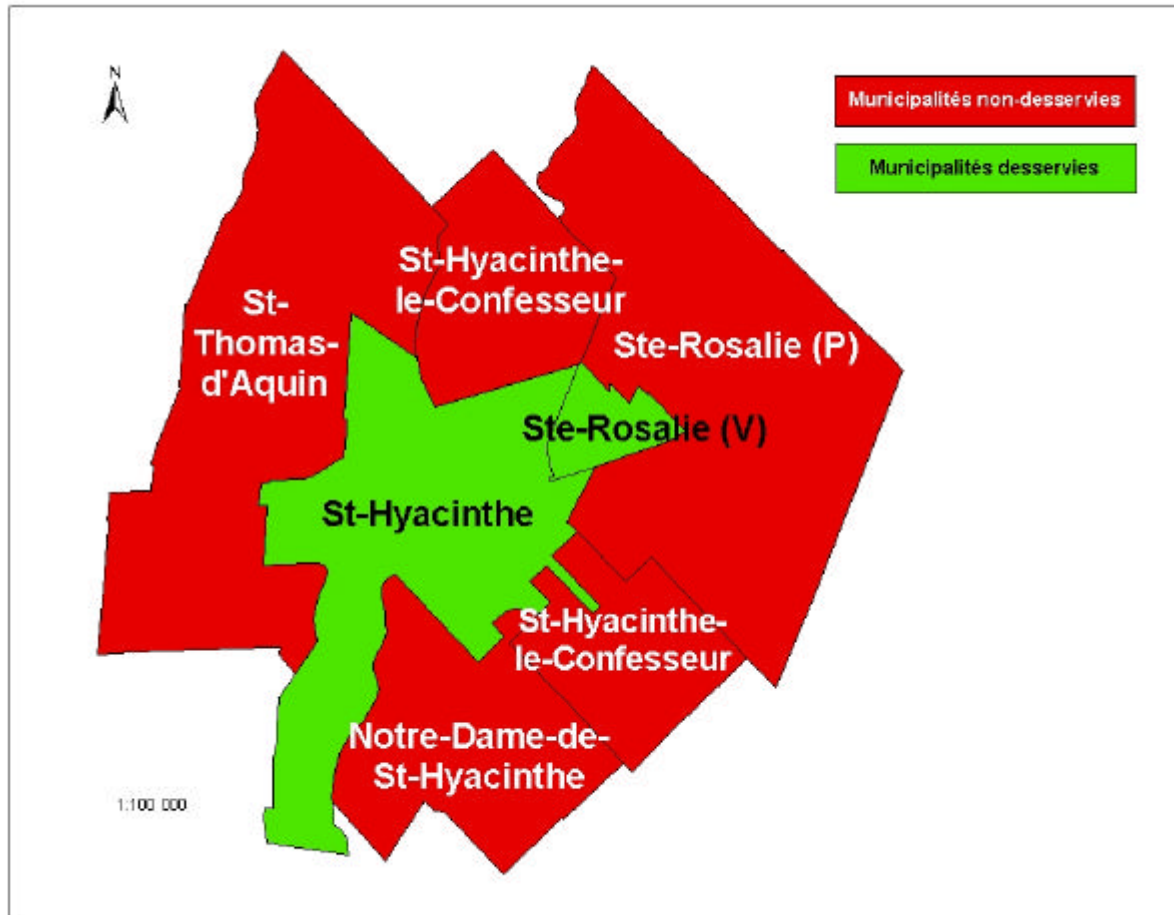 N
Municipalités non-desservies
Municipalités desservies
St-Hyacinthe-
le-Confesseur
St-
Thomas-
d'Aquin
Ste-Rosalie (P)
Ste-Rosalie (V)
St-Hyacinthe
St-Hyacinthe-
le-Confesseur
Notre-Dame-de-
St-Hyacinthe
1:100 000